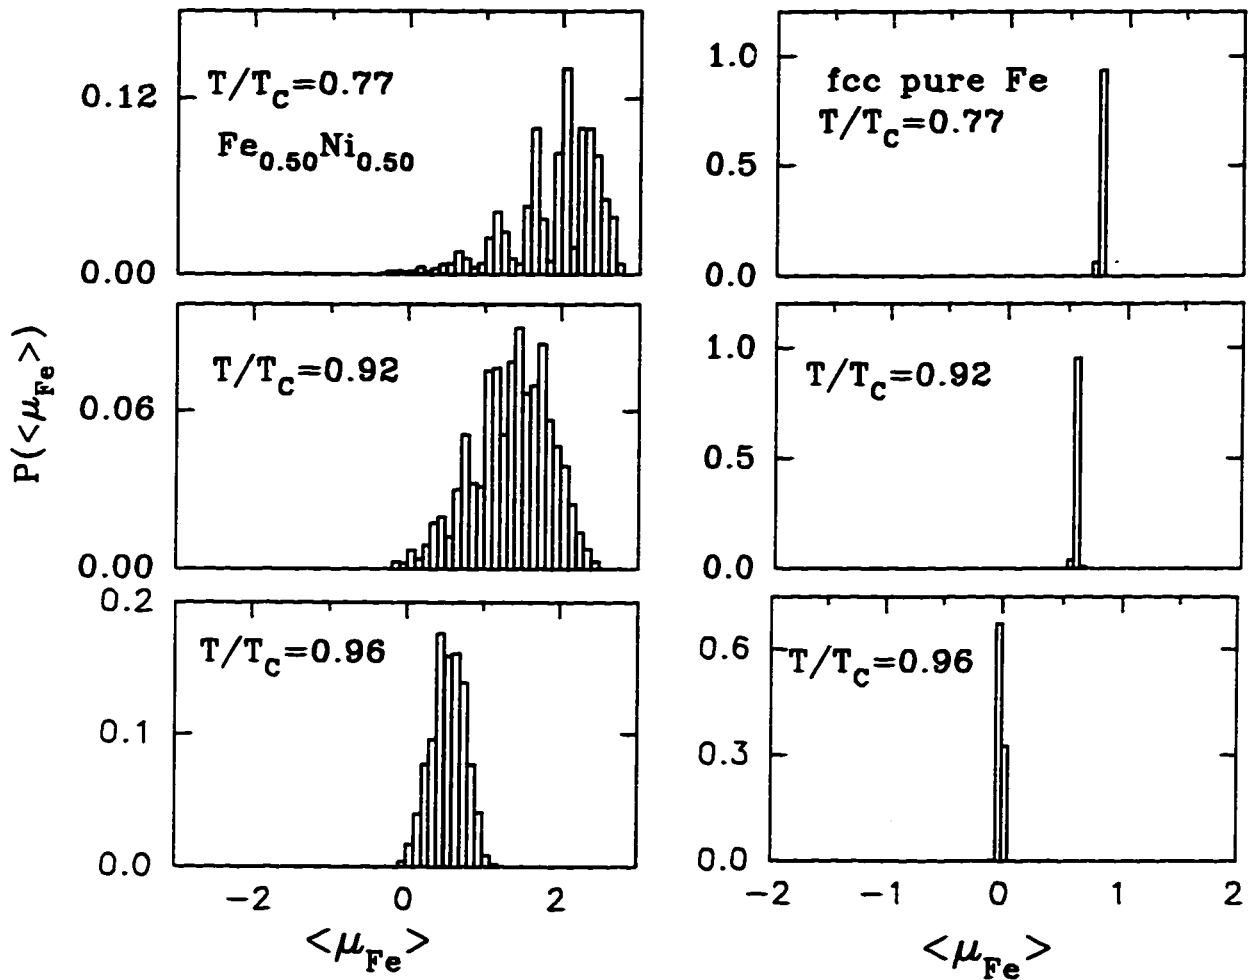 T/T_C=0.77
Fe_0.50Ni_0.50
0.12
0.00
T/T_C=0.92
0.06
0.00
P(<μ_Fe>)
0.2
T/T_C=0.96
0.1
0.0
-2 0 2
<μ_Fe>
1.0
fcc pure Fe
T/T_C=0.77
0.5
0.0
1.0
T/T_C=0.92
0.5
0.0
0.6
T/T_C=0.96
0.3
0.0
-2 -1 0 1 2
<μ_Fe>